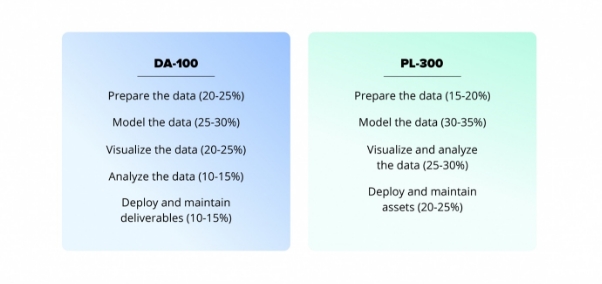 DA-100
Prepare the data (20-25%)
Model the data (25-30%)
Visualize the data (20-25%)
Analyze the data (10-15%)
Deploy and maintain
deliverables (10-15%)
PL-300
Prepare the data (15-20%)
Model the data (30-35%)
Visualize and analyze
the data (25-30%)
Deploy and maintain
assets (20-25%)